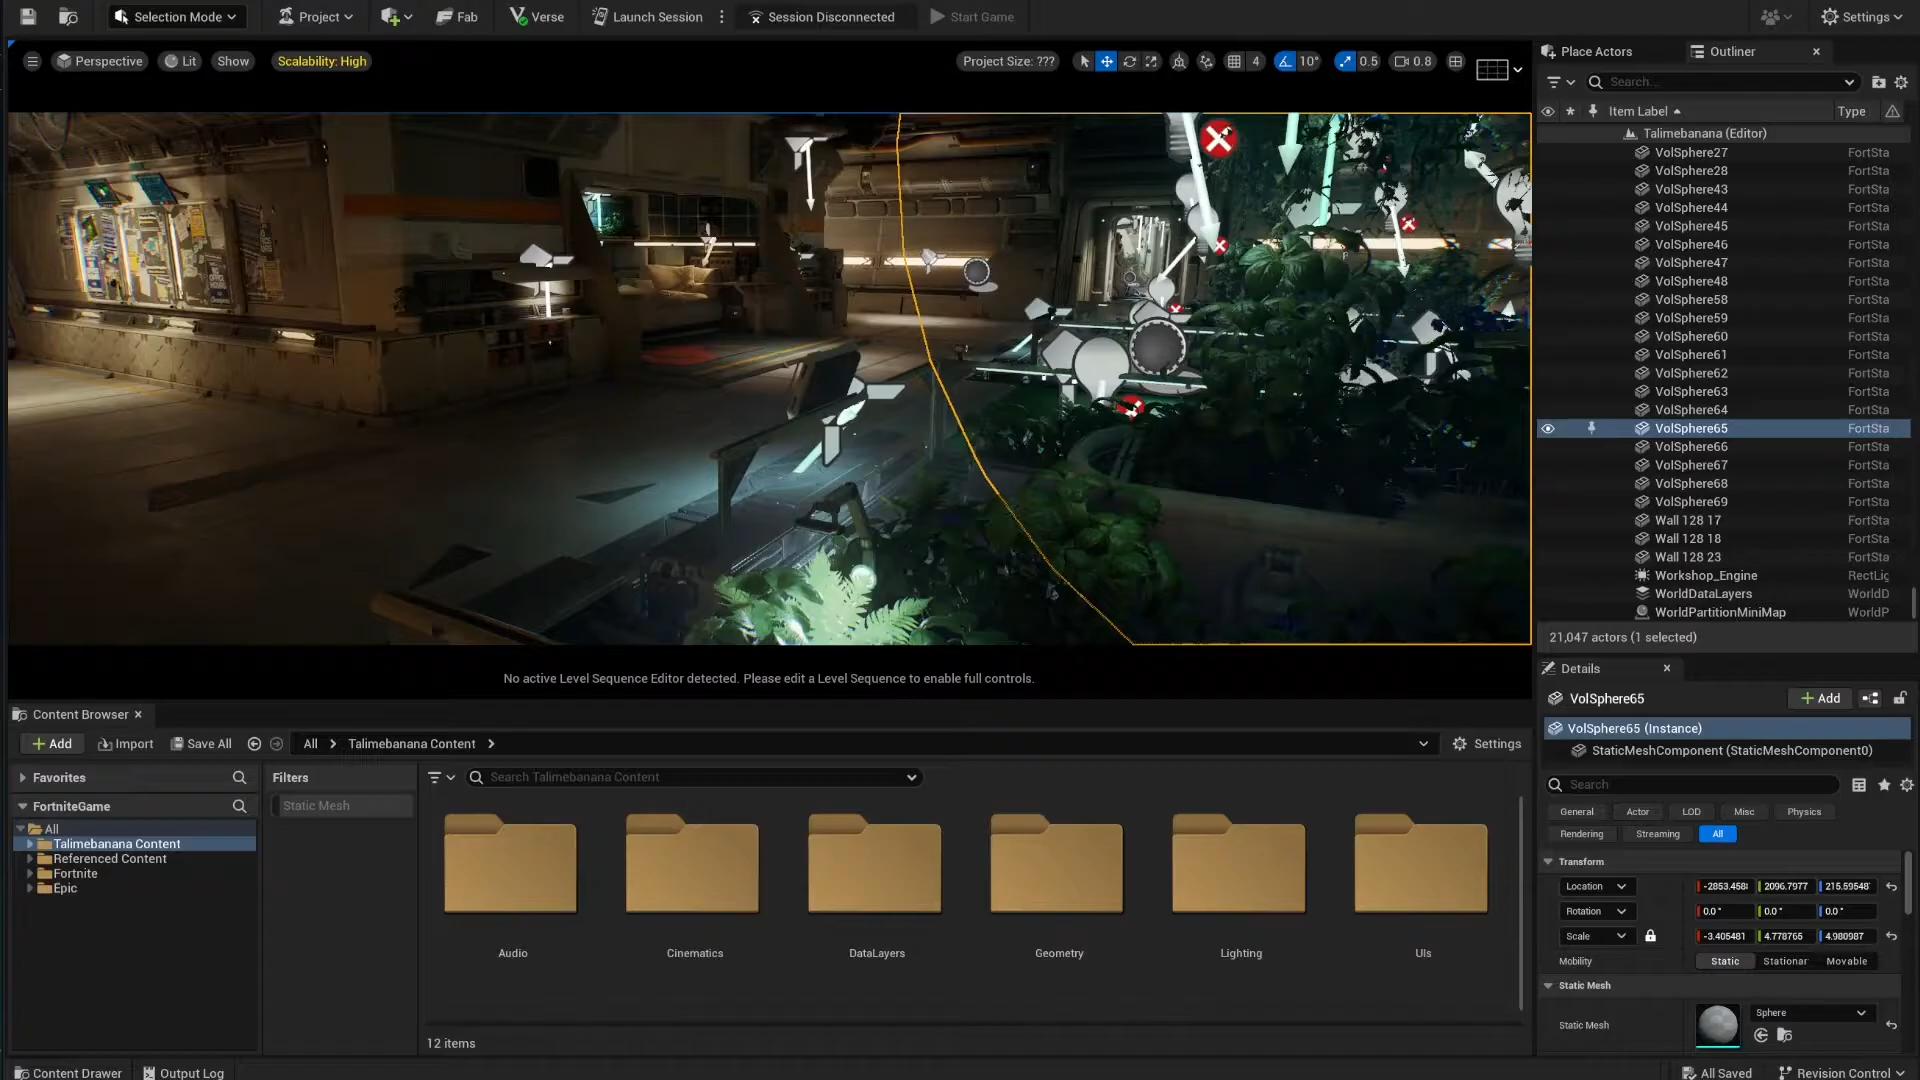 Selection Mode
Project
Fab
Verse
Launch Session
Session Disconnected
Start Game
Settings
Perspective
Lit
Show
Scalability: High
Project Size: ???
4
10°
0.5
0.8
No active Level Sequence Editor detected. Please edit a Level Sequence to enable full controls.
Place Actors
Outliner
Search...
Item Label
Type
Talimebanana (Editor)
VolSphere27 FortSta
VolSphere28 FortSta
VolSphere43 FortSta
VolSphere44 FortSta
VolSphere45 FortSta
VolSphere46 FortSta
VolSphere47 FortSta
VolSphere48 FortSta
VolSphere58 FortSta
VolSphere59 FortSta
VolSphere60 FortSta
VolSphere61 FortSta
VolSphere62 FortSta
VolSphere63 FortSta
VolSphere64 FortSta
VolSphere65 FortSta
VolSphere66 FortSta
VolSphere67 FortSta
VolSphere68 FortSta
VolSphere69 FortSta
Wall 128 17 FortSta
Wall 128 18 FortSta
Wall 128 23 FortSta
Workshop_Engine RectLig
WorldDataLayers WorldD
WorldPartitionMiniMap WorldP
21,047 actors (1 selected)
Details
VolSphere65
Add
VolSphere65 (Instance)
StaticMeshComponent (StaticMeshComponent0)
Search
General
Actor
LOD
Misc
Physics
Rendering
Streaming
All
Transform
Location -2853.458 2096.7977 215.59548
Rotation 0.0° 0.0° 0.0°
Scale -3.405481 4.778765 4.980987
Mobility Static Stationar Movable
Static Mesh
Static Mesh
Sphere
Content Browser
Add
Import
Save All
All
Talimebanana Content
Settings
Favorites
FortniteGame
All
Talimebanana Content
Referenced Content
Fortnite
Epic
Filters
Static Mesh
Search Talimebanana Content
Audio
Cinematics
DataLayers
Geometry
Lighting
UIs
12 items
Content Drawer
Output Log
All Saved
Revision Control